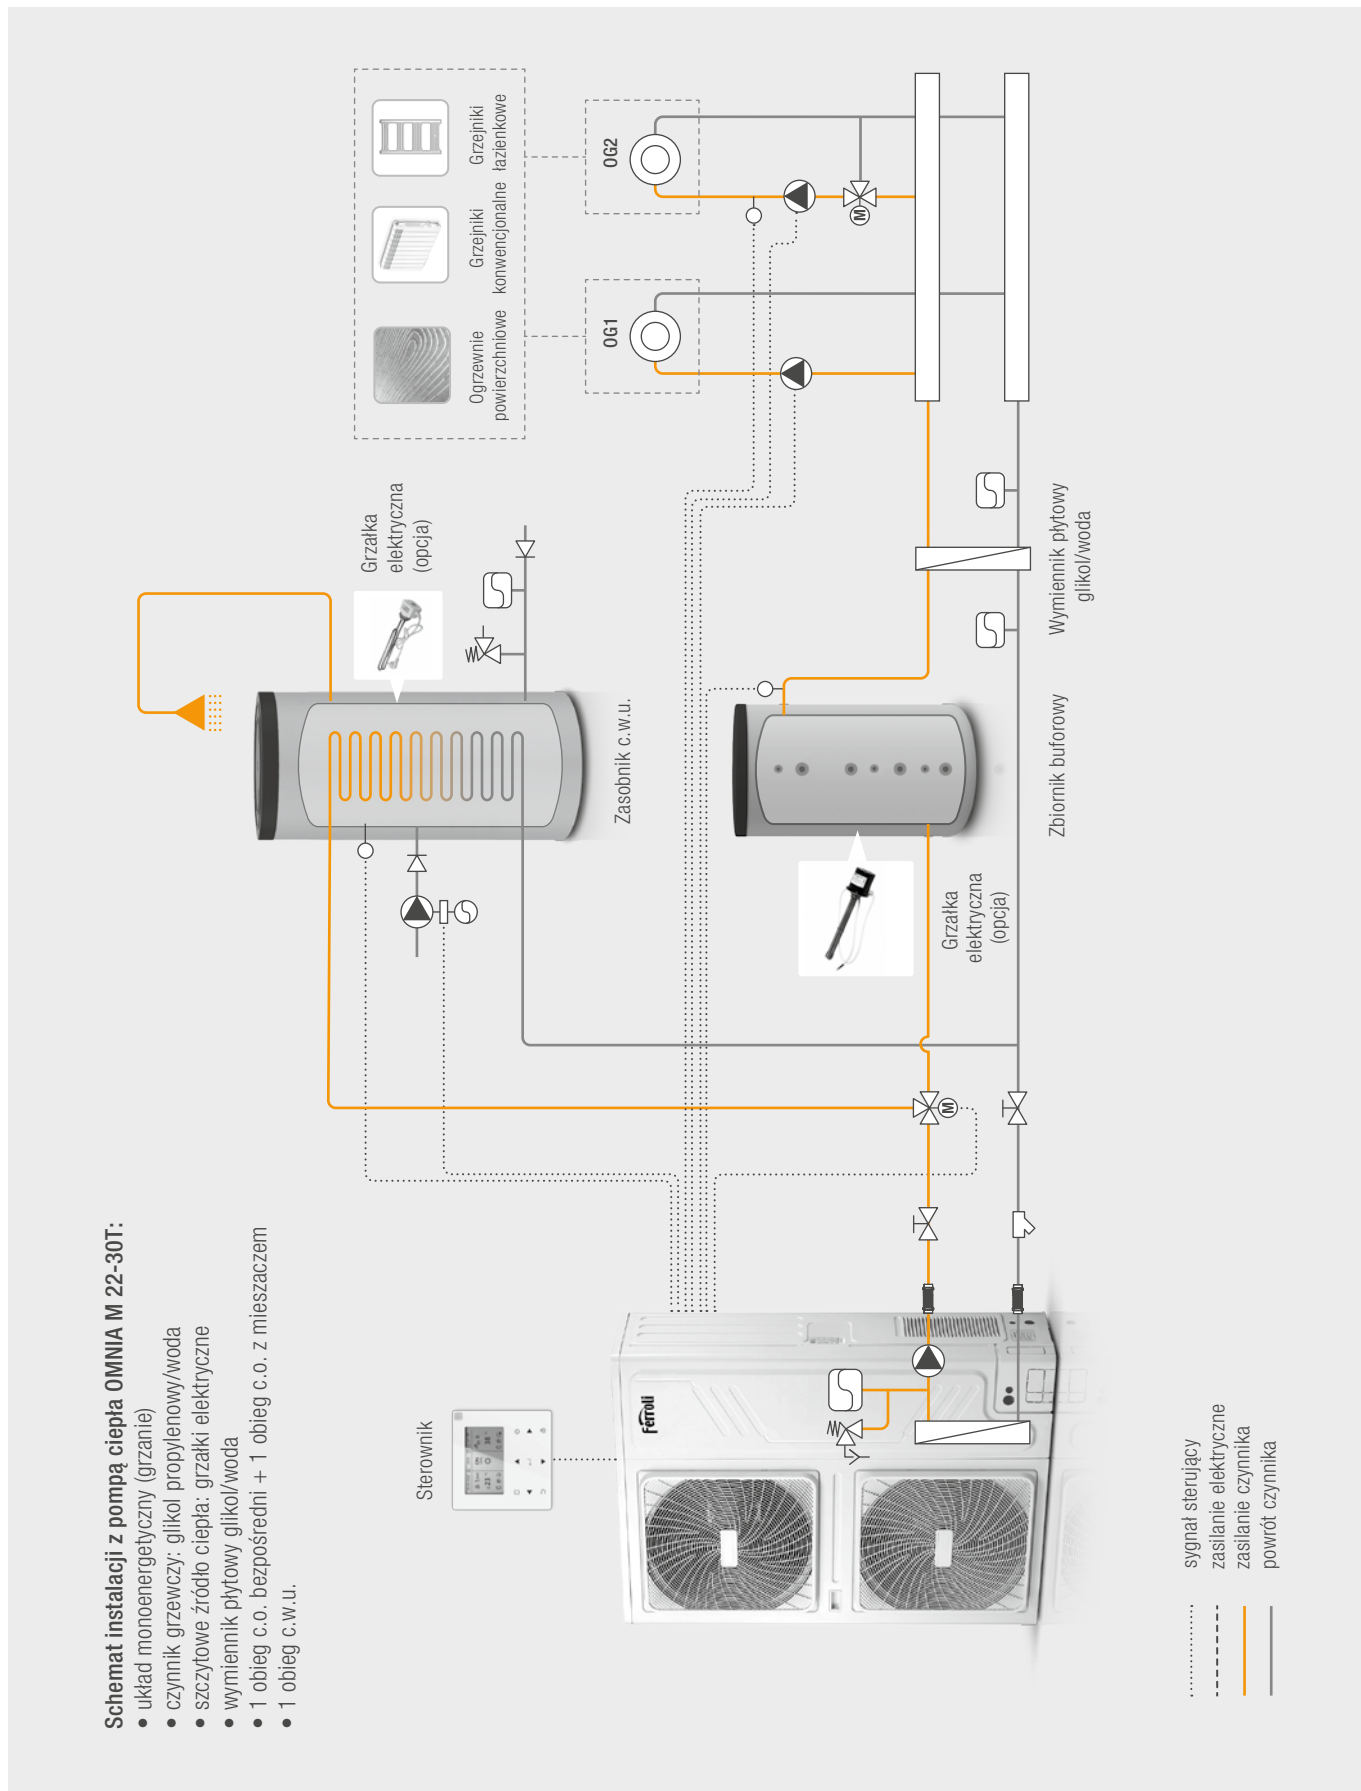 Schemat instalacji z pompą ciepła OMNIA M 22-30T:
• układ monoenergetyczny (grzanie)
• czynnik grzewczy: glikol propylenowy/woda
• szczytowe źródło ciepła: grzałki elektryczne
• wymiennik płytowy glikol/woda
• 1 obieg c.o. bezpośredni + 1 obieg c.o. z mieszaczem
• 1 obieg c.w.u.
Sterownik
Ferroli
Grzałka
elektryczna
(opcja)
Zasobnik c.w.u.
Ogrzewnie
powierzchniowe
Grzejniki
konwencjonalne
Grzejniki
łazienkowe
OG1
OG2
M
M
Grzałka
elektryczna
(opcja)
Zbiornik buforowy
Wymiennik płytowy
glikol/woda
sygnał sterujący
zasilanie elektryczne
zasilanie czynnika
powrót czynnika